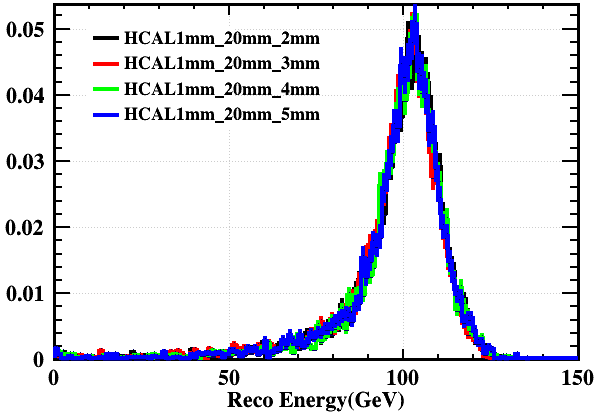 0.05
0.04
0.03
0.02
0.01
0
HCAL1mm_20mm_2mm
HCAL1mm_20mm_3mm
HCAL1mm_20mm_4mm
HCAL1mm_20mm_5mm
0 50 100 150
Reco Energy(GeV)